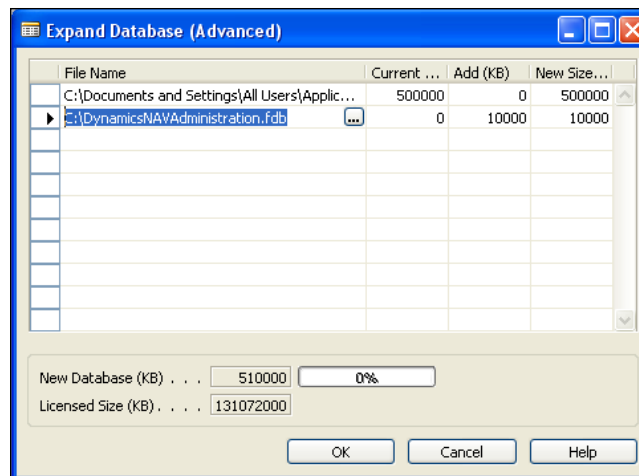 Expand Database (Advanced)
File Name Current ... Add (KB) New Size...
C:\Documents and Settings\All Users\Applic... 500000 0 500000
C:\DynamicsNAVAdministration.fdb ... 0 10000 10000
New Database (KB) . . . 510000 0%
Licensed Size (KB) . . . . 131072000
OK Cancel Help